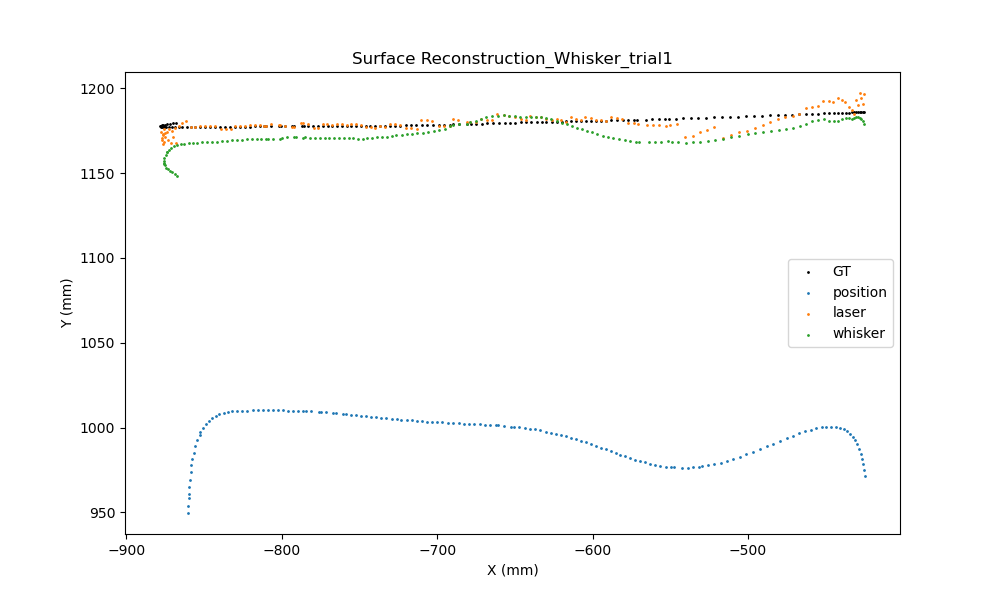 Surface Reconstruction_Whisker_trial1
1200
1150
1100
1050
1000
950
Y (mm)
GT
position
laser
whisker
−900
−800
−700
−600
−500
X (mm)